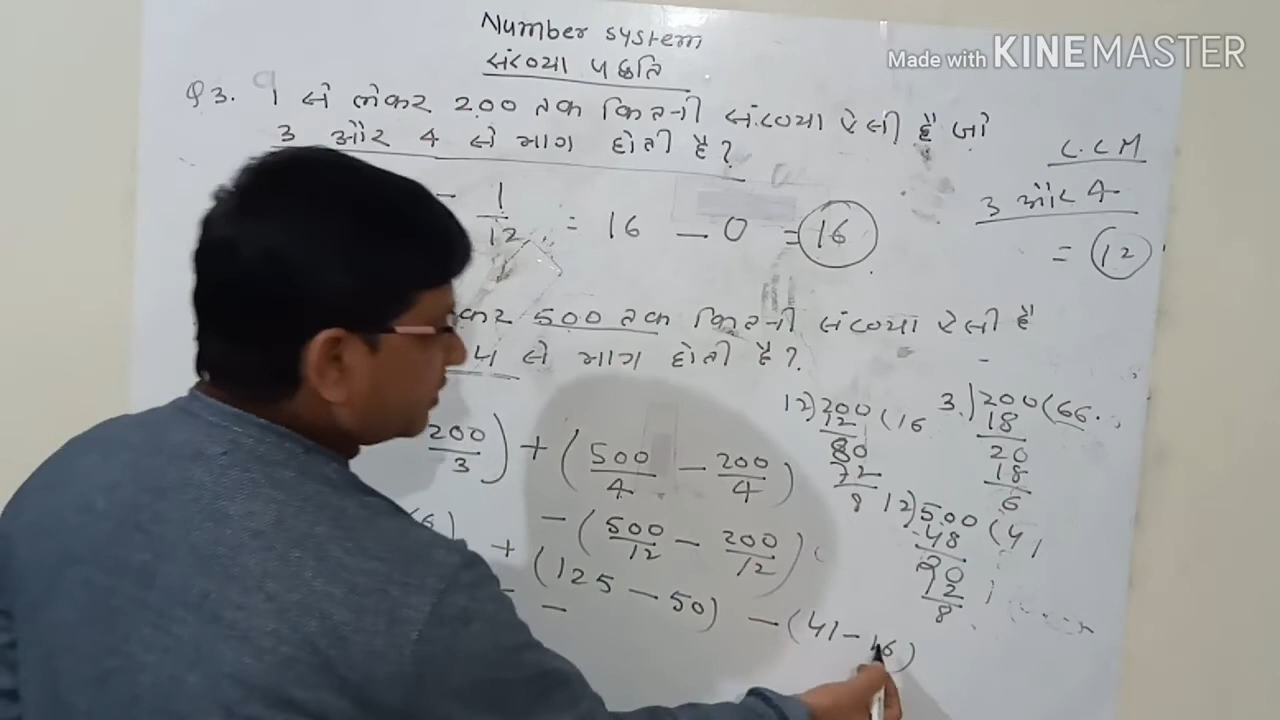 Number system
संख्या पद्धति
Made with KINEMASTER
Q 3. 1 से लेकर 200 तक कितनी संख्या ऐसी हैं जो
3 और 4 से भाग होती है?
L.C.M
3 और 4
= 12
- 1/12 = 16 - 0 = 16
कर 500 तक कितनी संख्या ऐसी हैं
से भाग होती है?
200/3) + (500/4 - 200/4)
- (500/12 - 200/12)
+ (125 - 50) - (41 - 16)
12)200(16
12
80
72
8
3)200(66
18
20
18
6
12)500(41
48
20
12
8